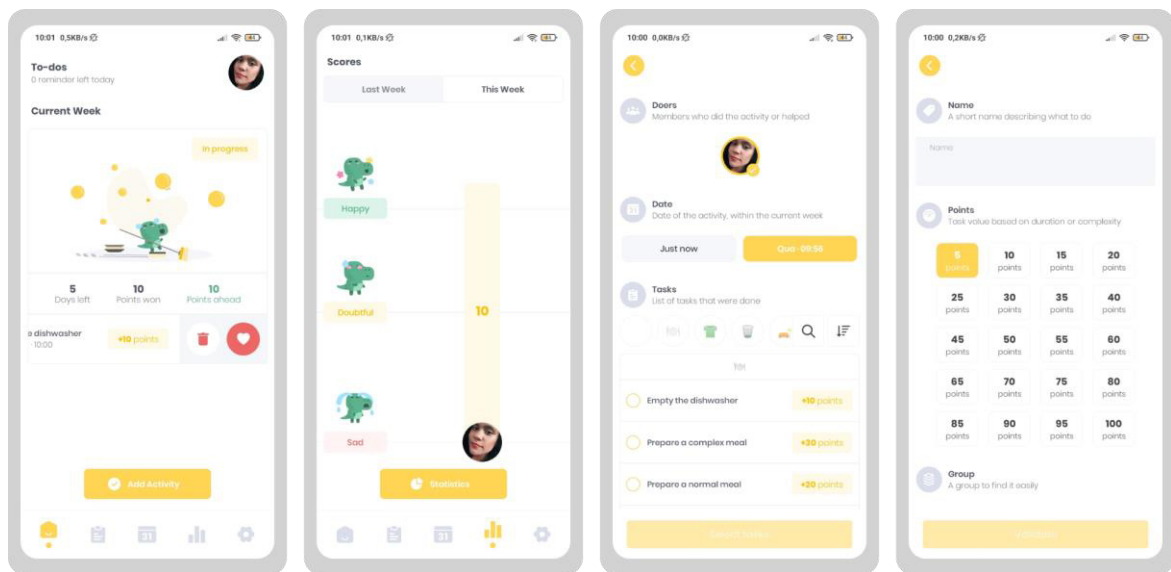 10:01 0,5KB/s
To-dos
0 reminder left today
Current Week
In progress
5
Days left
10
Points won
10
Points ahead
dishwasher
- 10:00
+10 points
Add Activity
31
10:01 0,1KB/s
Scores
Last Week
This Week
Happy
Doubtful
10
Sad
Statistics
31
10:00 0,0KB/s
Doers
Members who did the activity or helped
Date
Date of the activity, within the current week
Just now
Qua · 09:56
Tasks
List of tasks that were done
Empty the dishwasher
+10 points
Prepare a complex meal
+30 points
Prepare a normal meal
+20 points
10:00 0,2KB/s
Name
A short name describing what to do
Name
Points
Task value based on duration or complexity
5 10 15 20
points points points points
25 30 35 40
points points points points
45 50 55 60
points points points points
65 70 75 80
points points points points
85 90 95 100
points points points points
Group
A group to find it easily